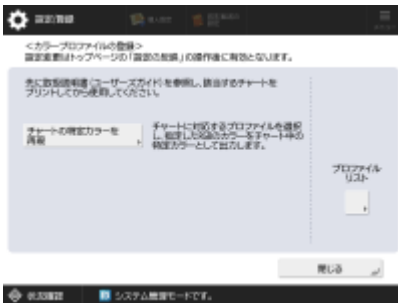 設定/登録
<カラープロファイルの登録>
設定変更はトップページの「設定の反映」の操作後に有効となります。
先に取扱説明書(ユーザーズガイド)を参照し、該当するチャートを
プリントしてから使用してください。
チャートの特定カラーを
再現
チャートに対応するプロファイルを選択
し、指定した
カラーをチャート中の
特定カラーとして出力します。
プロファイル
リスト
閉じる
状況確認
システム管理モードです。